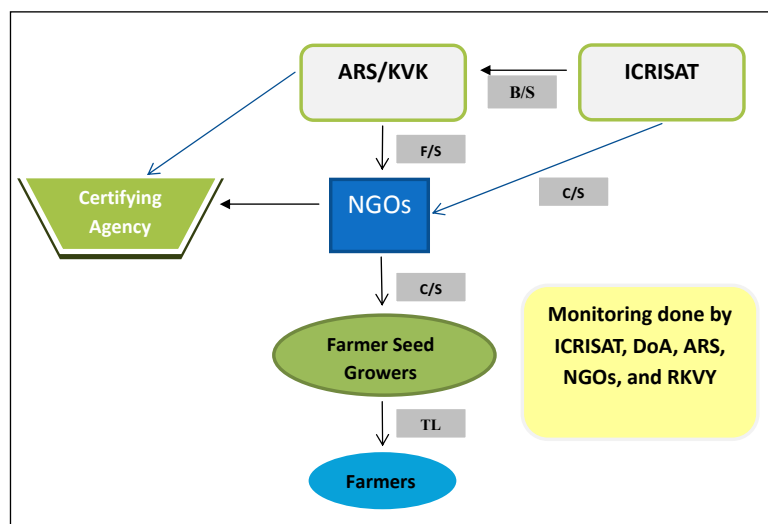 ARS/KVK
ICRISAT
B/S
F/S
Certifying
Agency
NGOs
C/S
C/S
Farmer Seed
Growers
Monitoring done by
ICRISAT, DoA, ARS,
NGOs, and RKVY
TL
Farmers